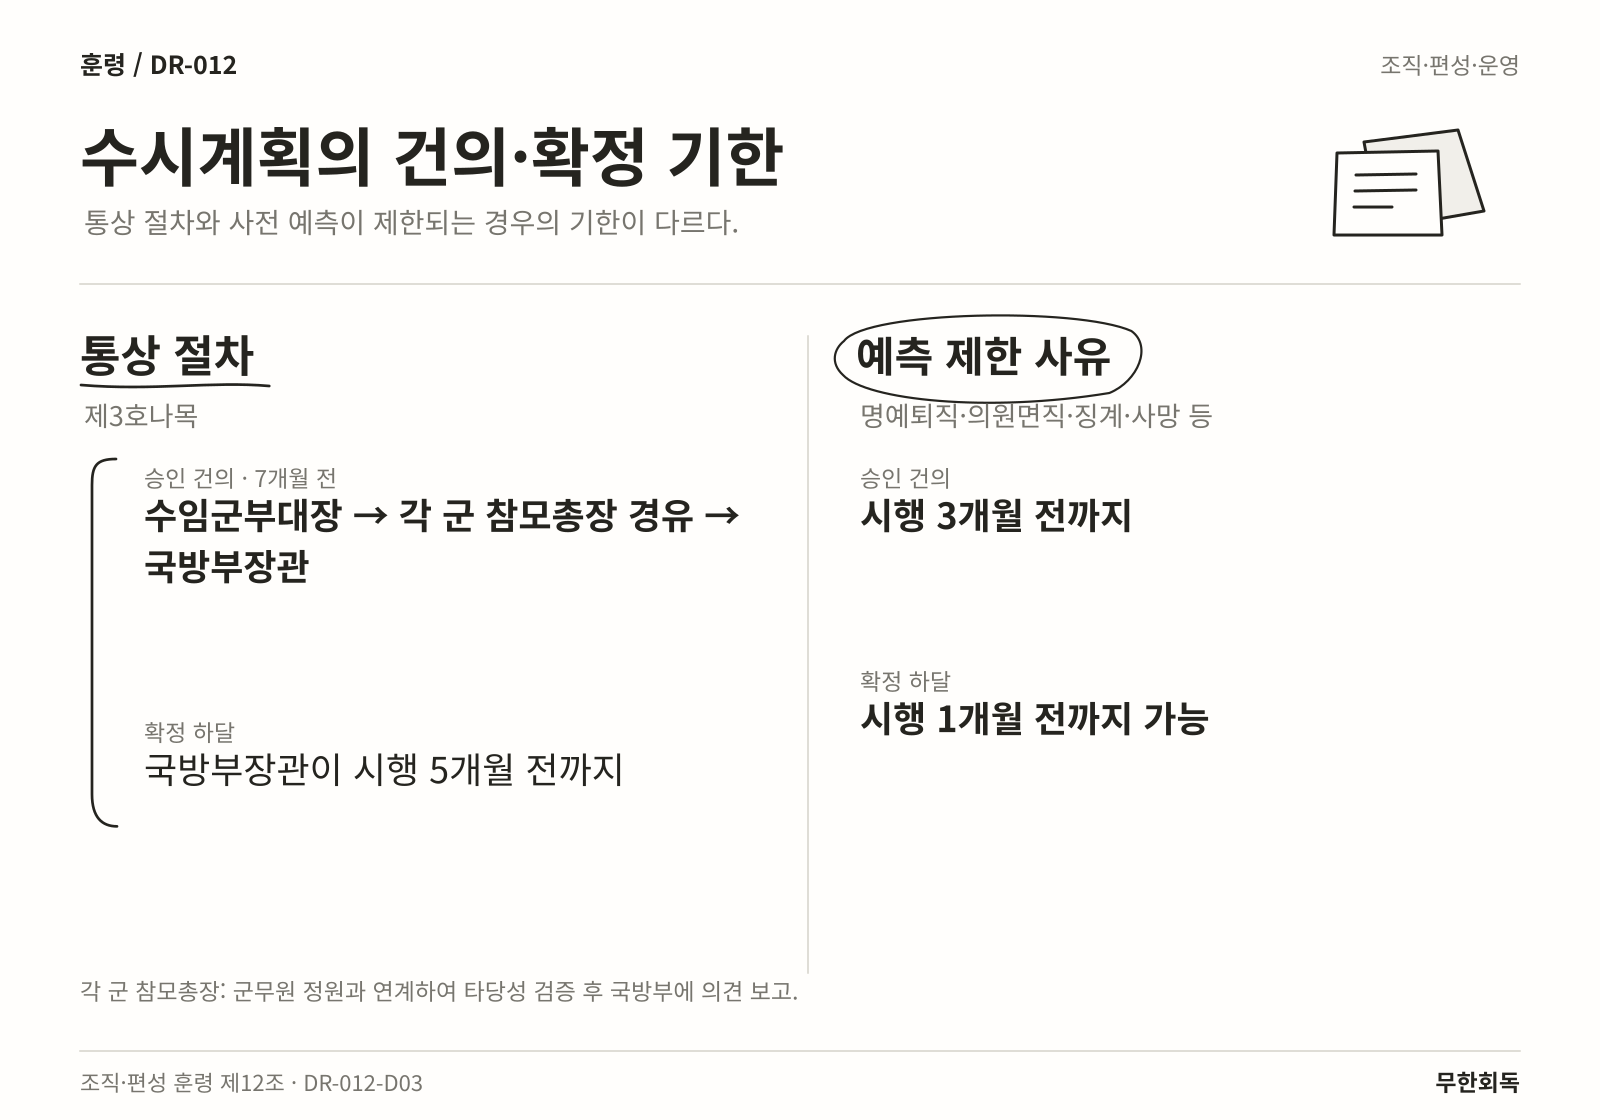 훈령 / DR-012
조직·편성·운영
수시계획의 건의·확정 기한
통상 절차와 사전 예측이 제한되는 경우의 기한이 다르다.
통상 절차
제3호나목
승인 건의 · 7개월 전
수임군부대장 → 각 군 참모총장 경유 →
국방부장관
확정 하달
국방부장관이 시행 5개월 전까지
예측 제한 사유
명예퇴직·의원면직·징계·사망 등
승인 건의
시행 3개월 전까지
확정 하달
시행 1개월 전까지 가능
각 군 참모총장: 군무원 정원과 연계하여 타당성 검증 후 국방부에 의견 보고.
조직·편성 훈령 제12조 · DR-012-D03
무한회독